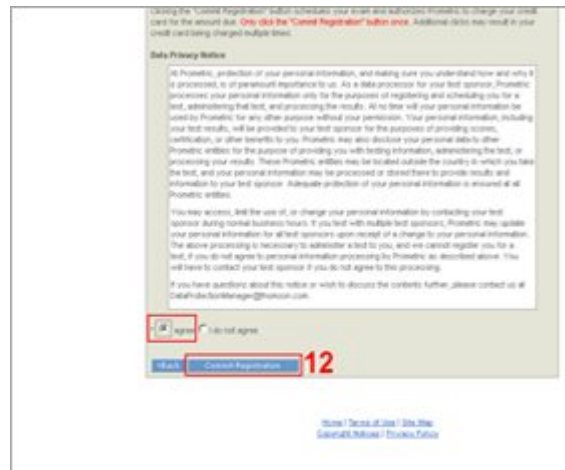 Clicking the "Commit Registration" button schedules your exam and authorizes Prometric to charge your credit
card for the amount due. Only click the "Commit Registration" button once. Additional clicks may result in your
credit card being charged multiple times.
Data Privacy Notice
At Prometric, protection of your personal information, and making sure you understand how and why it
is processed, is of paramount importance to us. As a data processor for your test sponsor, Prometric
processes your personal information only for the purposes of registering and scheduling you for a
test, administering that test, and processing the results. At no time will your personal information be
used by Prometric for any other purpose without your permission. Your personal information, including
your test results, will be provided to your test sponsor for the purposes of providing scores,
certification, or other benefits to you. Prometric may also disclose your personal data to other
Prometric entities for the purpose of providing you with testing information, administering the test, or
processing your results. These Prometric entities may be located outside the country in which you take
the test, and your personal information may be processed or stored there to provide results and
information to your test sponsor. Adequate protection of your personal information is ensured at all
Prometric entities.
You may access, limit the use of, or change your personal information by contacting your test
sponsor during normal business hours. If you test with multiple test sponsors, Prometric may update
your personal information for all test sponsors upon receipt of a change to your personal information.
The above processing is necessary to administer a test to you, and we cannot register you for a
test, if you do not agree to personal information processing by Prometric as described above. You
will have to contact your test sponsor if you do not agree to this processing.
If you have questions about this notice or wish to discuss the contents further, please contact us at
DataProtectionManager@thomson.com.
agree I do not agree
<Back Commit Registration 12
Home | Terms of Use | Site Map
Copyright Notices | Privacy Policy